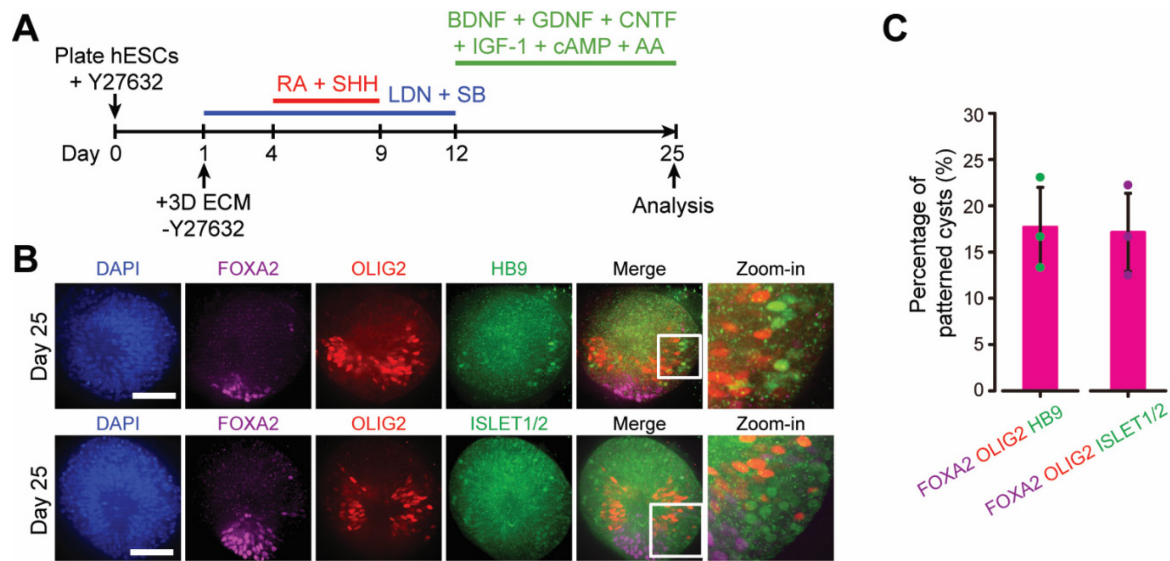 A
Plate hESCs
+ Y27632
BDNF + GDNF + CNTF
+ IGF-1 + cAMP + AA
RA + SHH
LDN + SB
Day 0 1 4 9 12 25
+3D ECM
-Y27632
Analysis
B
DAPI FOXA2 OLIG2 HB9 Merge Zoom-in
Day 25
DAPI FOXA2 OLIG2 ISLET1/2 Merge Zoom-in
Day 25
C
Percentage of
patterned cysts (%)
30
25
20
15
10
5
0
FOXA2 OLIG2 HB9
FOXA2 OLIG2 ISLET1/2